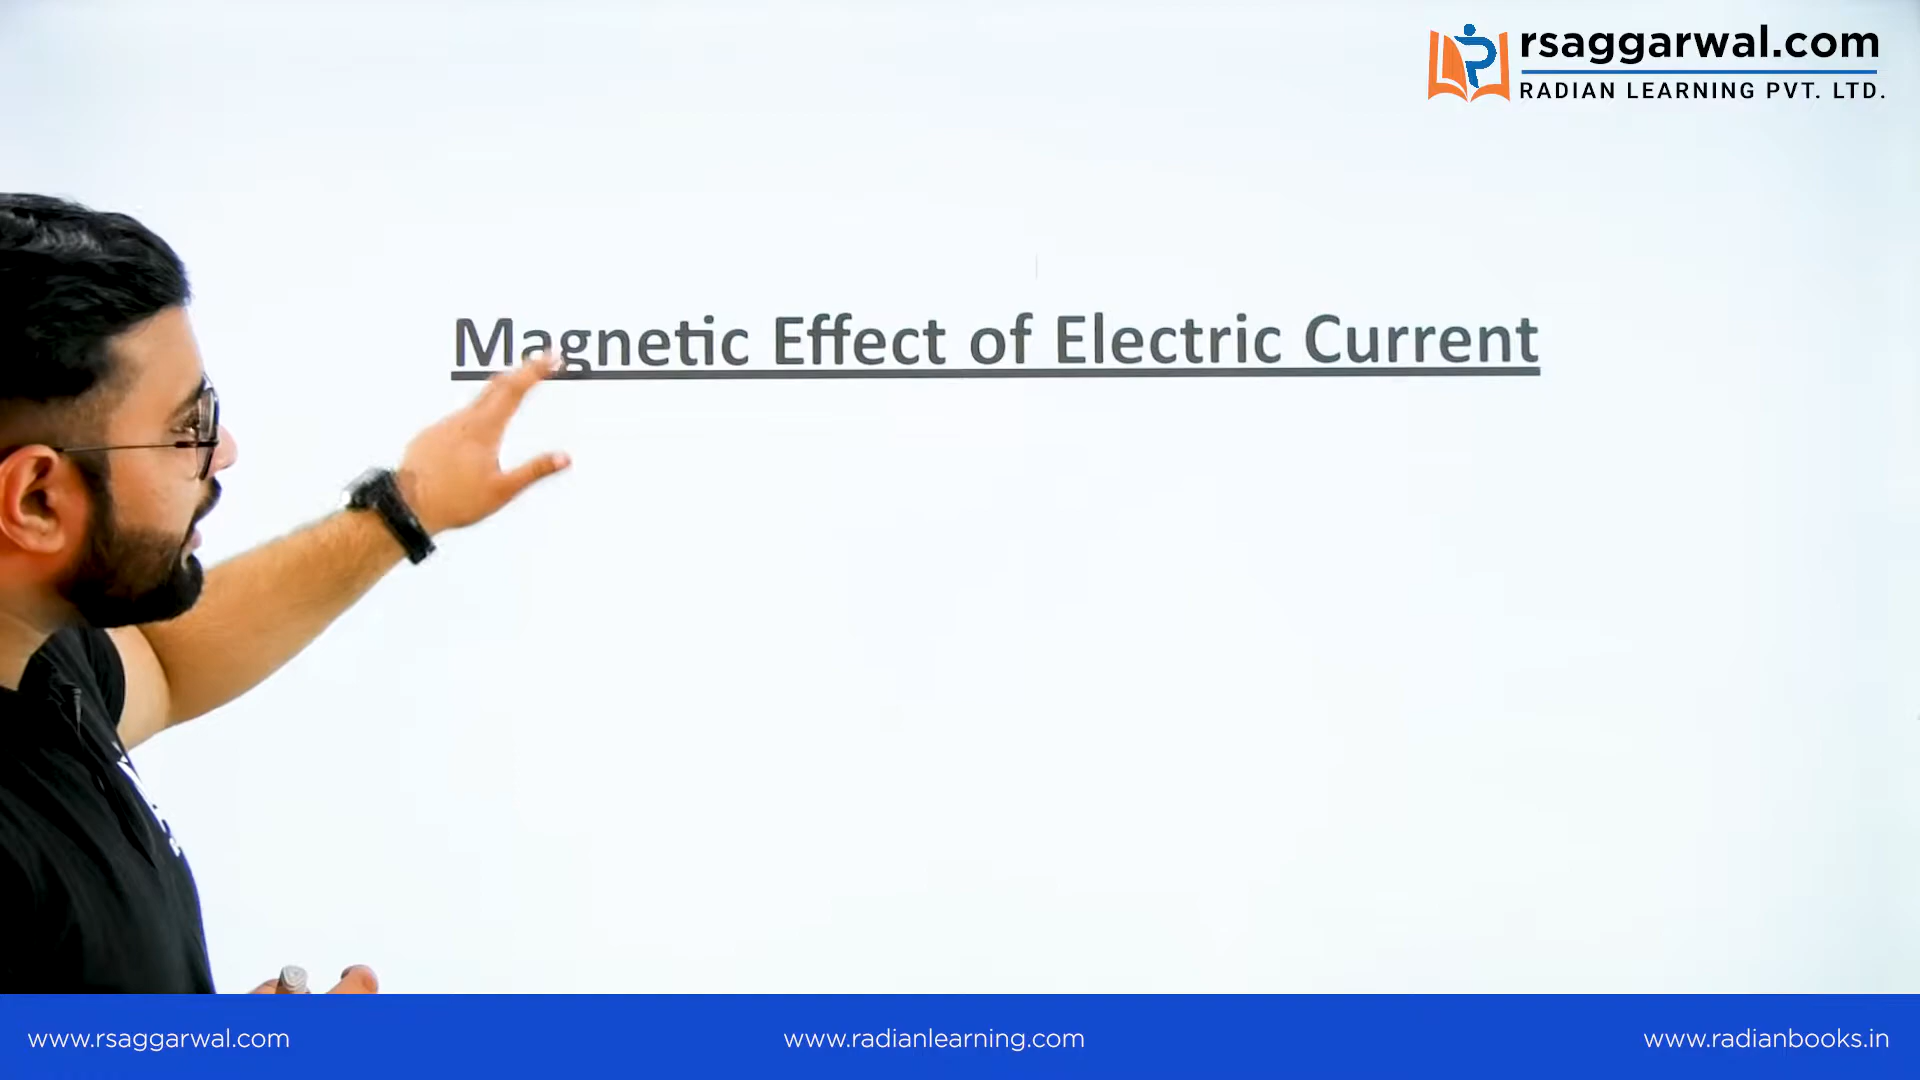 rsaggarwal.com
RADIAN LEARNING PVT. LTD.
Magnetic Effect of Electric Current
www.rsaggarwal.com
www.radianlearning.com
www.radianbooks.in